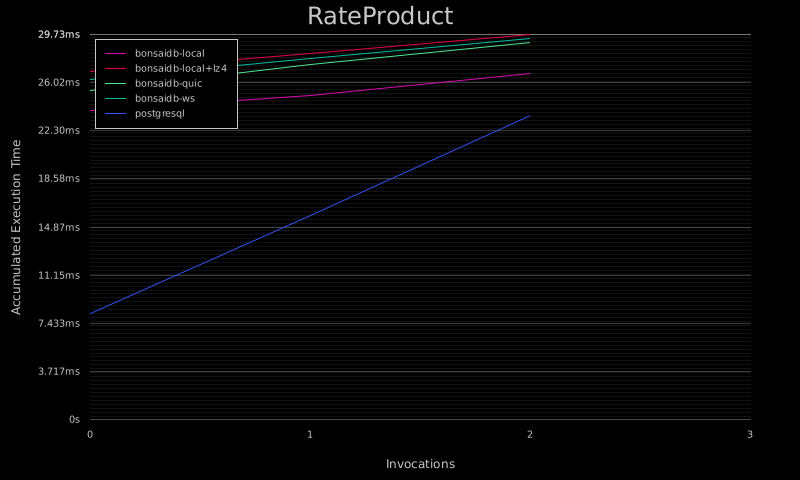 RateProduct
29.73ms
bonsaidb-local
bonsaidb-local+lz4
bonsaidb-quic
bonsaidb-ws
postgresql
26.02ms
22.30ms
18.58ms
14.87ms
11.15ms
7.433ms
3.717ms
0s
Accumulated Execution Time
0 1 2 3
Invocations